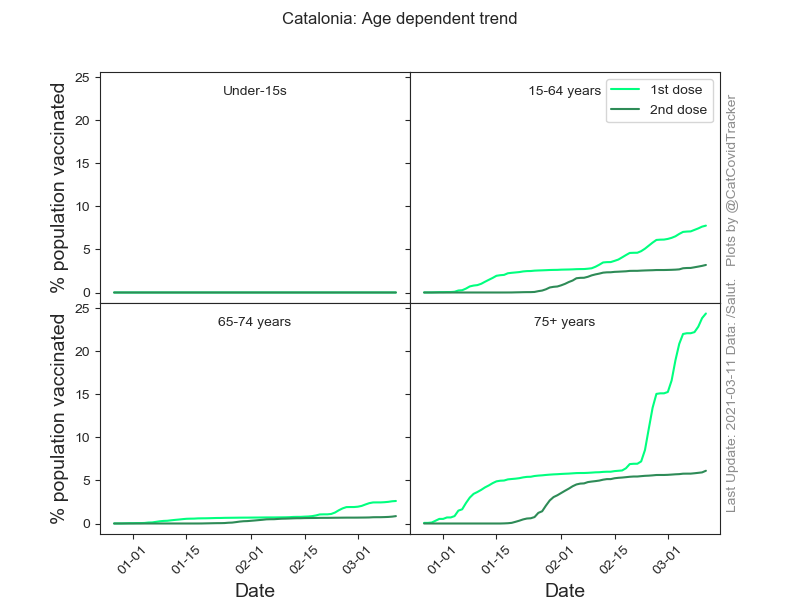 Catalonia: Age dependent trend
% population vaccinated
25
20
15
10
5
0
Under-15s
15-64 years
1st dose
2nd dose
% population vaccinated
25
20
15
10
5
0
65-74 years
75+ years
01-01
01-15
02-01
02-15
03-01
Date
01-01
01-15
02-01
02-15
03-01
Date
Last Update: 2021-03-11 Data: /Salut. Plots by @CatCovidTracker